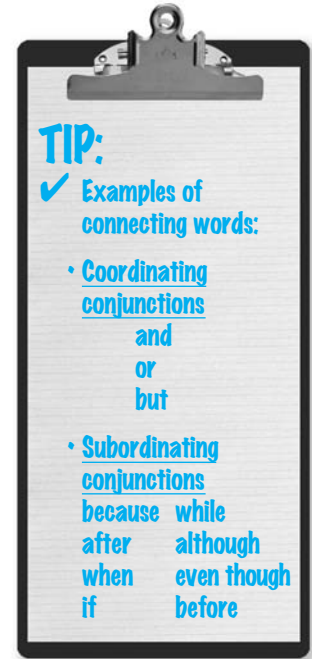 TIP:
✔ Examples of
connecting words:
• Coordinating
conjunctions
and
or
but
• Subordinating
conjunctions
because while
after although
when even though
if before